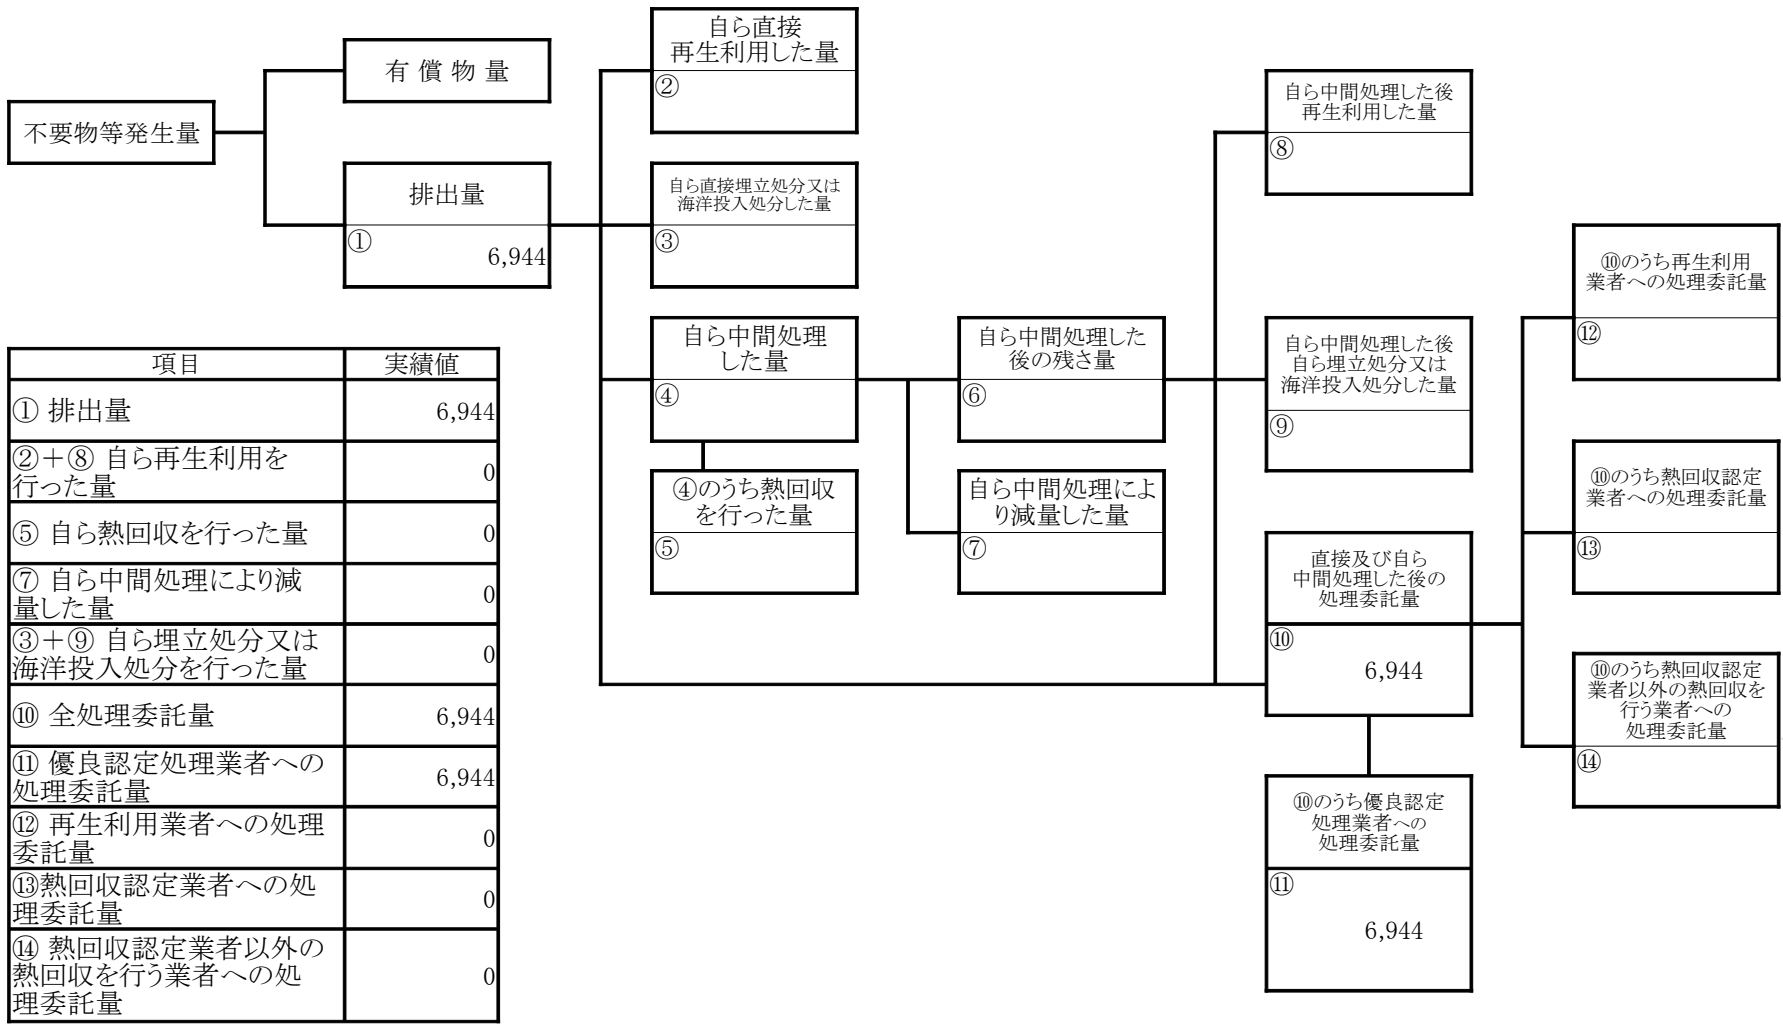 不要物等発生量
有 償 物 量
排出量
①
6,944
自ら直接
再生利用した量
②
自ら直接埋立処分又は
海洋投入処分した量
③
自ら中間処理
した量
④
④のうち熱回収
を行った量
⑤
自ら中間処理した
後の残さ量
⑥
自ら中間処理によ
り減量した量
⑦
自ら中間処理した後
再生利用した量
⑧
自ら中間処理した後
自ら埋立処分又は
海洋投入処分した量
⑨
直接及び自ら
中間処理した後の
処理委託量
⑩
6,944
⑩のうち優良認定
処理業者への
処理委託量
⑪
6,944
⑩のうち再生利用
業者への処理委託量
⑫
⑩のうち熱回収認定
業者への処理委託量
⑬
⑩のうち熱回収認定
業者以外の熱回収を
行う業者への
処理委託量
⑭
項目 実績値
① 排出量 6,944
②＋⑧ 自ら再生利用を
行った量 0
⑤ 自ら熱回収を行った量 0
⑦ 自ら中間処理により減
量した量 0
③＋⑨ 自ら埋立処分又は
海洋投入処分を行った量 0
⑩ 全処理委託量 6,944
⑪ 優良認定処理業者への
処理委託量 6,944
⑫ 再生利用業者への処理
委託量 0
⑬熱回収認定業者への処
理委託量 0
⑭ 熱回収認定業者以外の
熱回収を行う業者への処
理委託量 0